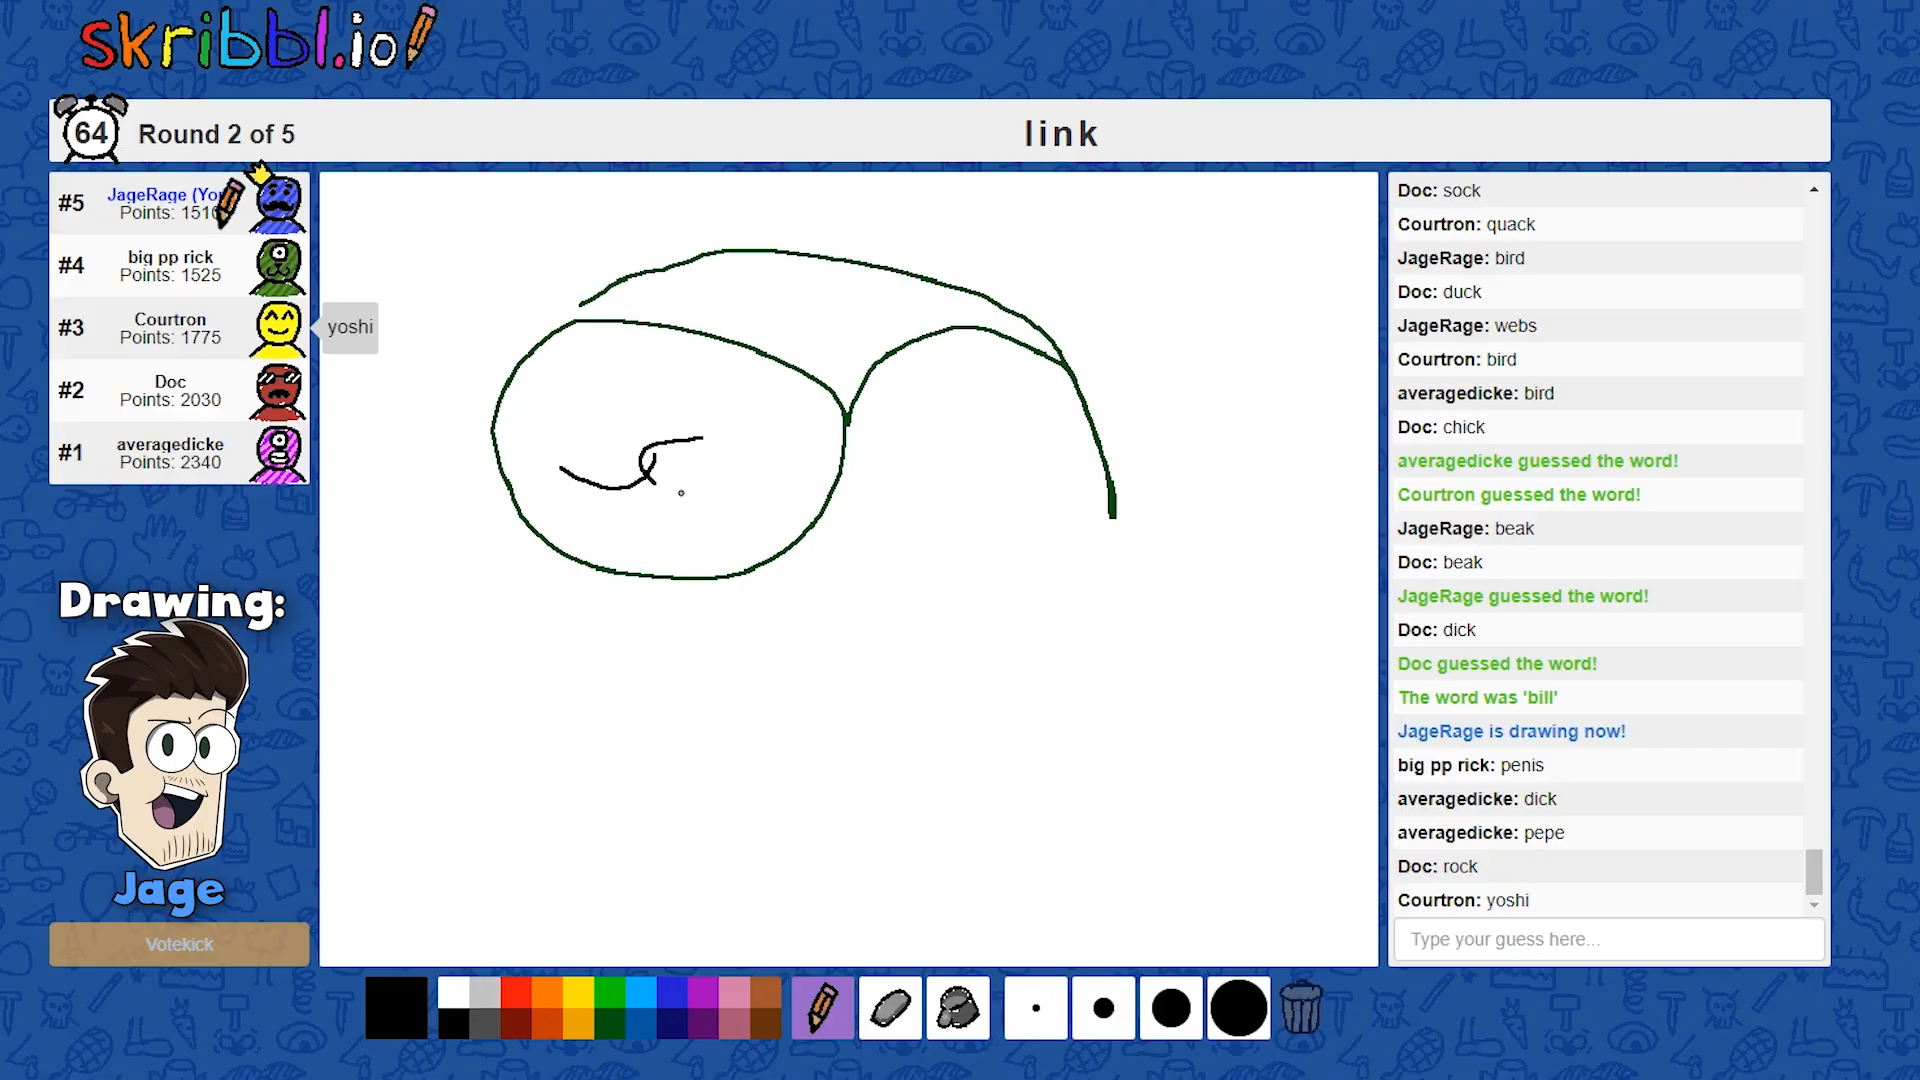 skribbl.io
64
Round 2 of 5
link
#5
JageRage (You
Points: 1510
#4
big pp rick
Points: 1525
#3
Courtron
Points: 1775
yoshi
#2
Doc
Points: 2030
#1
averagedicke
Points: 2340
Drawing:
Jage
Votekick
Doc: sock
Courtron: quack
JageRage: bird
Doc: duck
JageRage: webs
Courtron: bird
averagedicke: bird
Doc: chick
averagedicke guessed the word!
Courtron guessed the word!
JageRage: beak
Doc: beak
JageRage guessed the word!
Doc: dick
Doc guessed the word!
The word was 'bill'
JageRage is drawing now!
big pp rick: penis
averagedicke: dick
averagedicke: pepe
Doc: rock
Courtron: yoshi
Type your guess here...